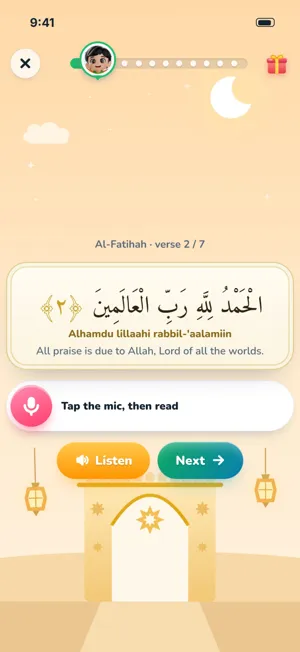 9:41
Al-Fatihah · verse 2 / 7
الْحَمْدُ لِلَّهِ رَبِّ الْعَالَمِينَ ﴿٢﴾
Alhamdu lillaahi rabbil-'aalamiin
All praise is due to Allah, Lord of all the worlds.
Tap the mic, then read
Listen
Next →